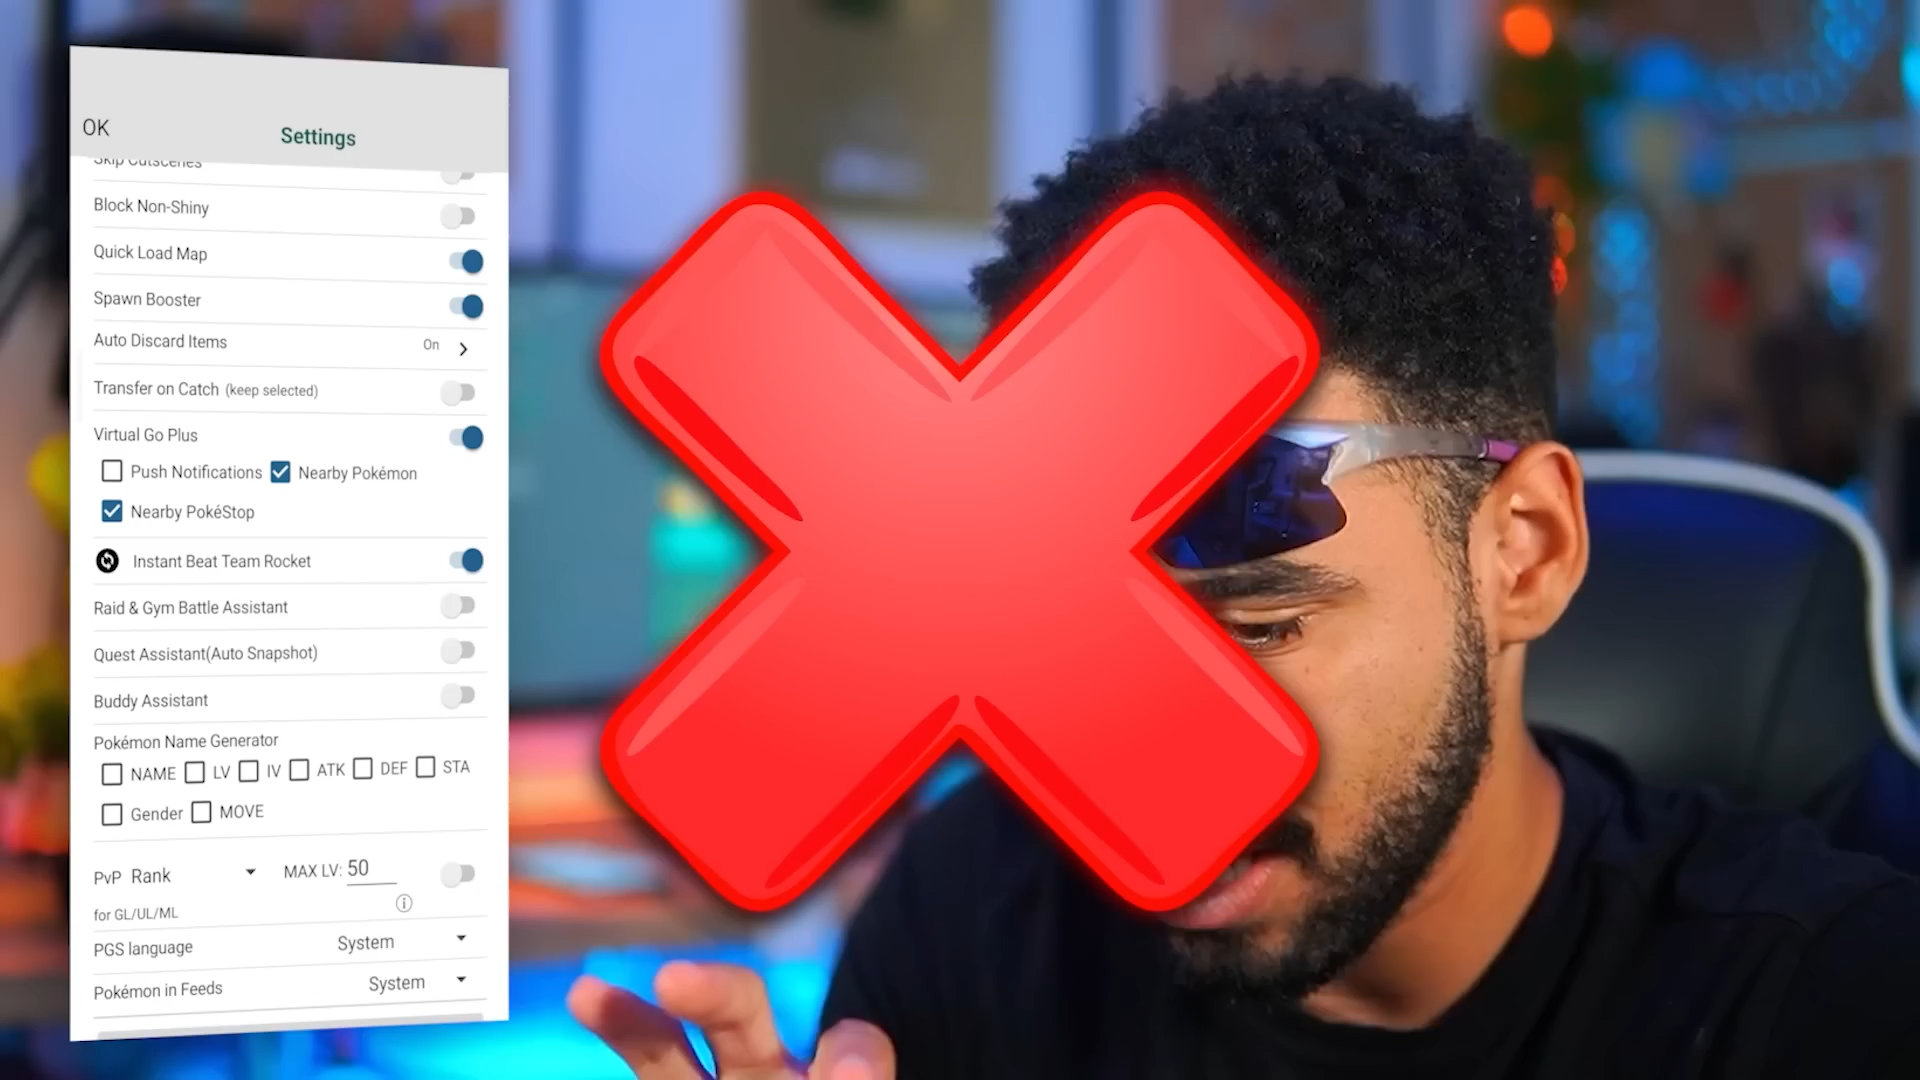 OK
Settings
Skip Cutscenes
Block Non-Shiny
Quick Load Map
Spawn Booster
Auto Discard Items On
Transfer on Catch (keep selected)
Virtual Go Plus
Push Notifications Nearby Pokémon
Nearby PokéStop
Instant Beat Team Rocket
Raid & Gym Battle Assistant
Quest Assistant(Auto Snapshot)
Buddy Assistant
Pokémon Name Generator
NAME LV IV ATK DEF STA
Gender MOVE
PvP Rank MAX LV: 50
for GL/UL/ML
PGS language System
Pokémon in Feeds System